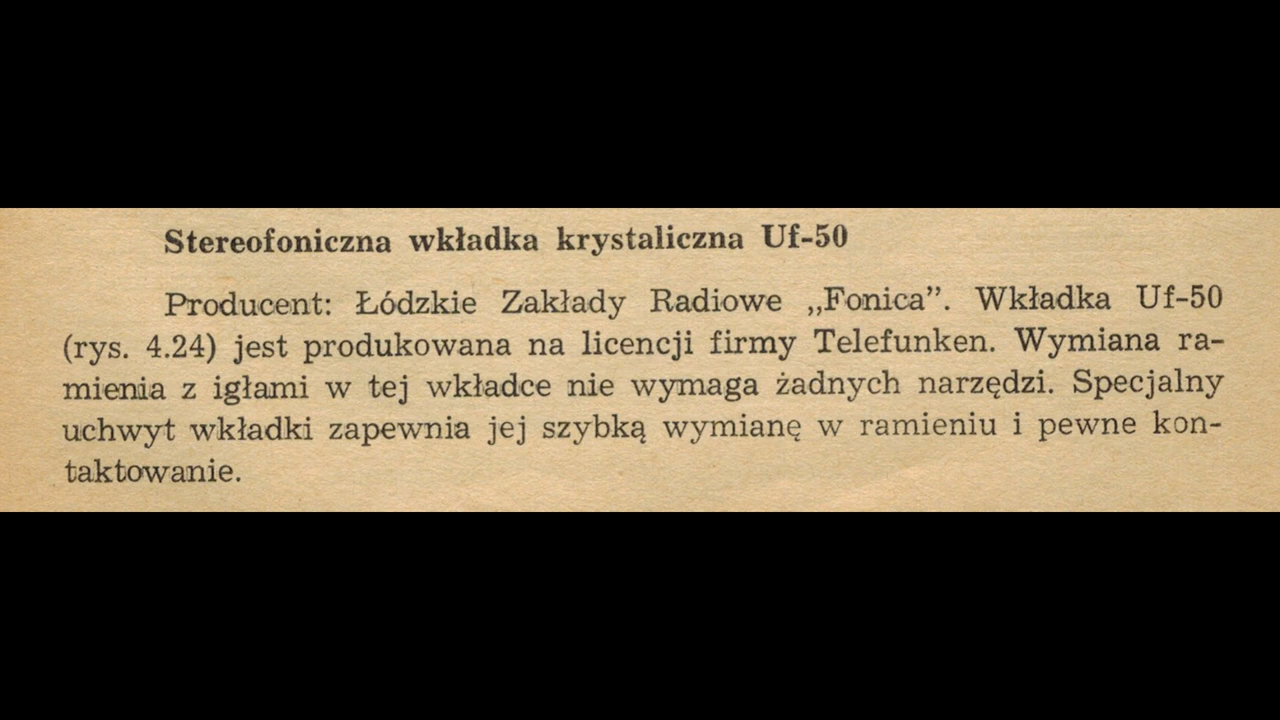 Stereofoniczna wkładka krystaliczna Uf-50
Producent: Łódzkie Zakłady Radiowe „Fonica”. Wkładka Uf-50
(rys. 4.24) jest produkowana na licencji firmy Telefunken. Wymiana ra-
mienia z igłami w tej wkładce nie wymaga żadnych narzędzi. Specjalny
uchwyt wkładki zapewnia jej szybką wymianę w ramieniu i pewne kon-
taktowanie.